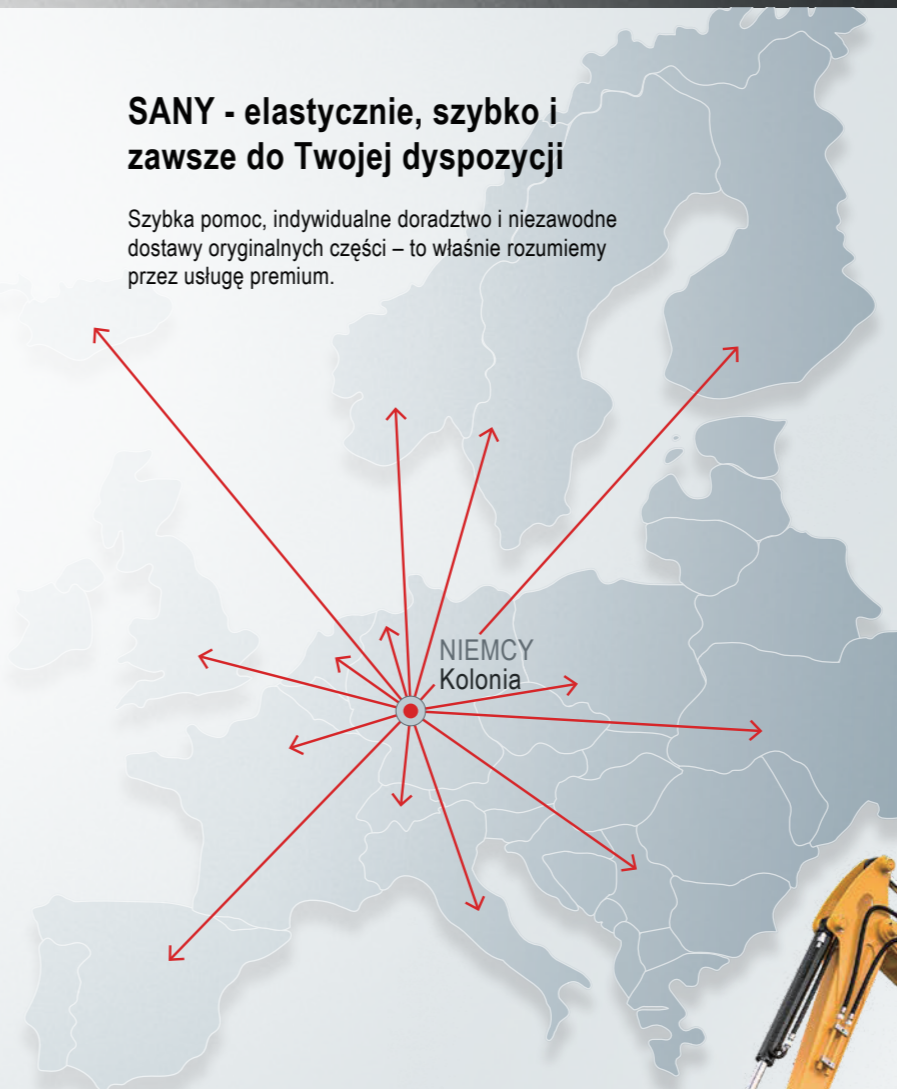 SANY - elastycznie, szybko i
zawsze do Twojej dyspozycji
Szybka pomoc, indywidualne doradztwo i niezawodne
dostawy oryginalnych części – to właśnie rozumiemy
przez usługę premium.
NIEMCY
Kolonia